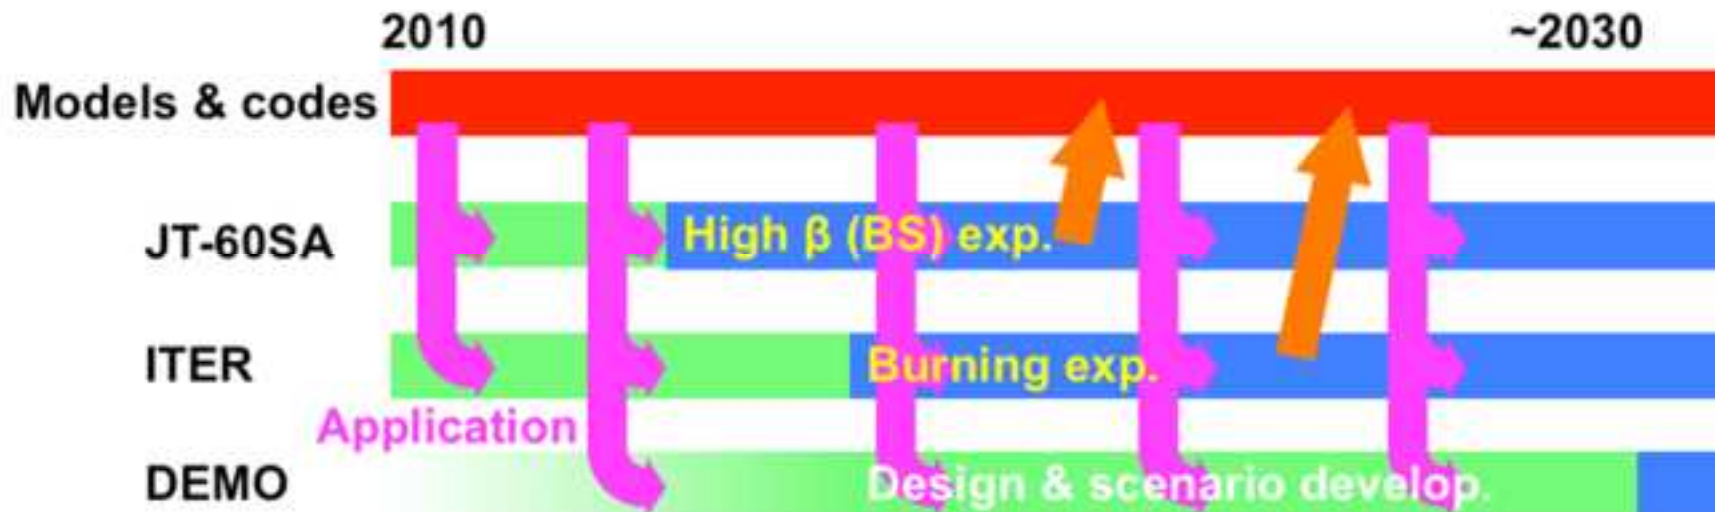 2010 ~2030
Models & codes
JT-60SA High β (BS) exp.
ITER Burning exp.
Application
DEMO Design & scenario develop.